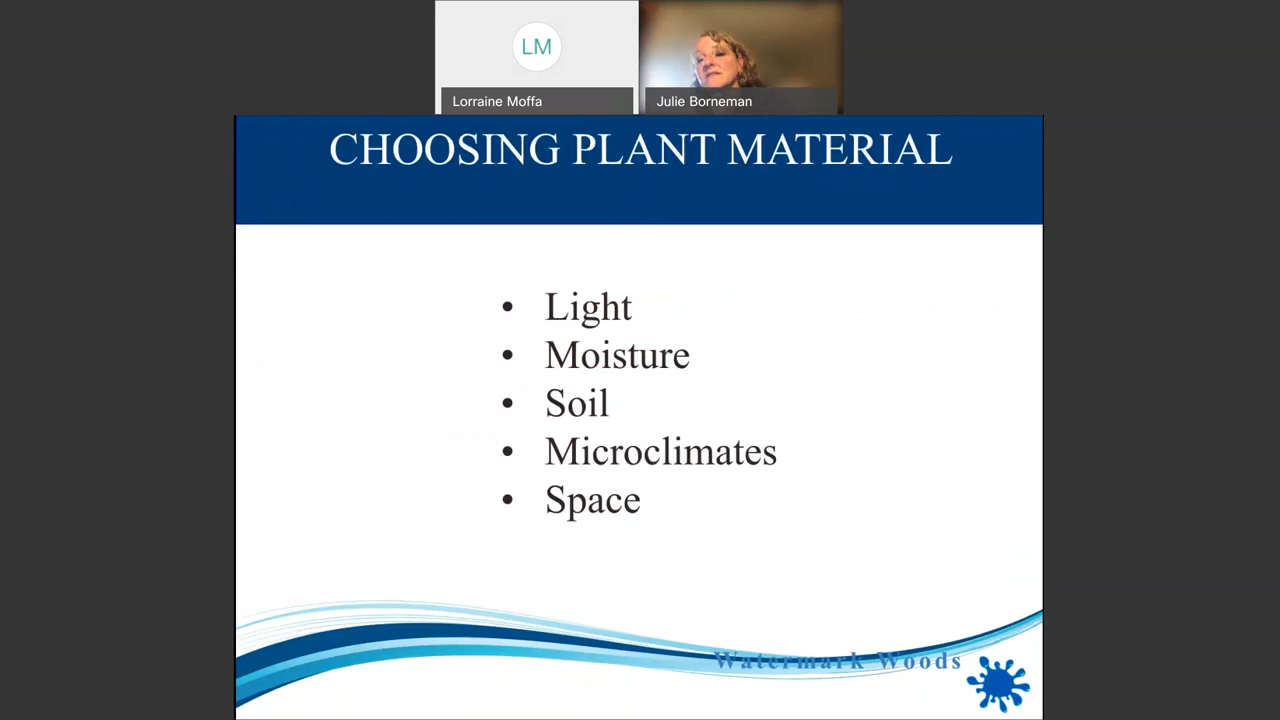 LM
Lorraine Moffa
Julie Borneman
CHOOSING PLANT MATERIAL
• Light
• Moisture
• Soil
• Microclimates
• Space
Watermark Woods